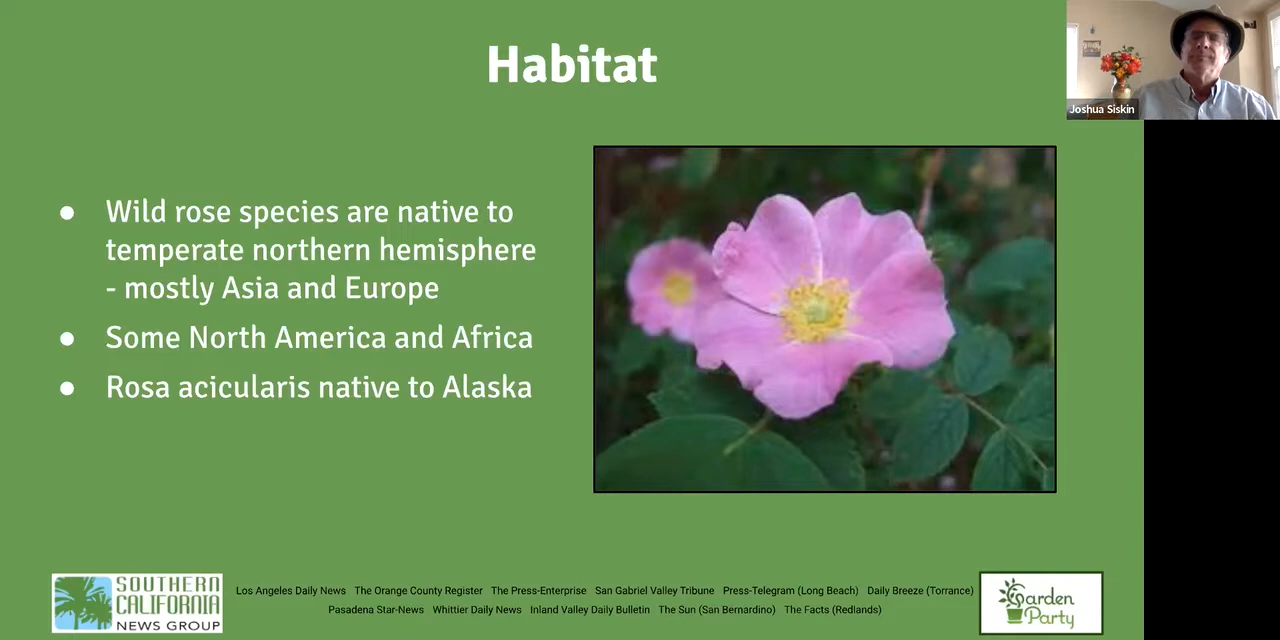 Habitat
Joshua Siskin
● Wild rose species are native to
temperate northern hemisphere
- mostly Asia and Europe
● Some North America and Africa
● Rosa acicularis native to Alaska
SOUTHERN
CALIFORNIA
NEWS GROUP
Los Angeles Daily News The Orange County Register The Press-Enterprise San Gabriel Valley Tribune Press-Telegram (Long Beach) Daily Breeze (Torrance)
Pasadena Star-News Whittier Daily News Inland Valley Daily Bulletin The Sun (San Bernardino) The Facts (Redlands)
Garden
Party